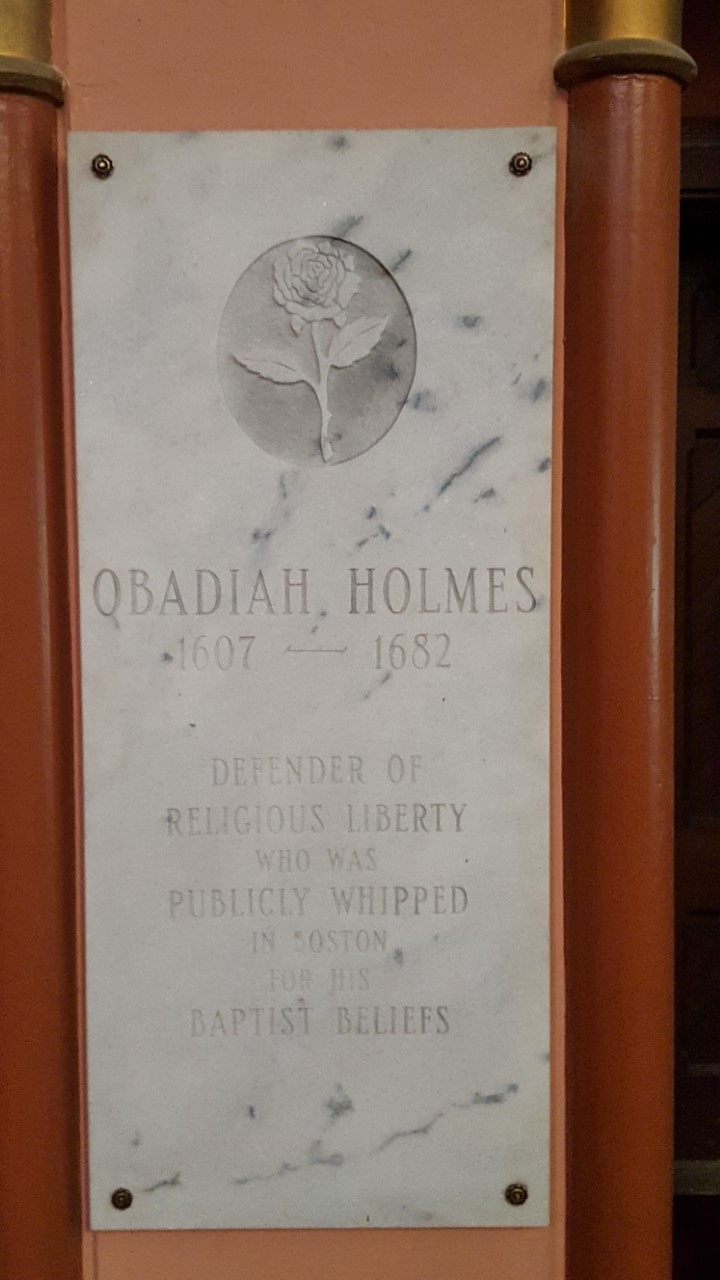 OBADIAH HOLMES
1607 — 1682
DEFENDER OF
RELIGIOUS LIBERTY
WHO WAS
PUBLICLY WHIPPED
IN BOSTON
FOR HIS
BAPTIST BELIEFS